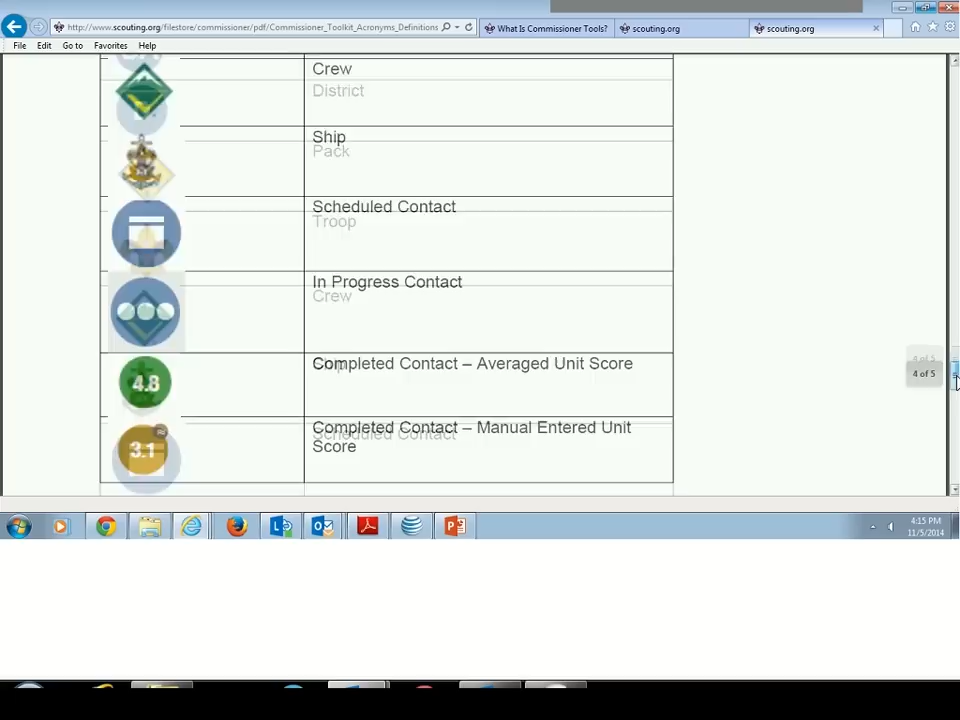 http://www.scouting.org/filestore/commissioner/pdf/Commissioner_Toolkit_Acronyms_Definitions
What Is Commissioner Tools?
scouting.org
scouting.org
File Edit Go to Favorites Help
Crew
District
Ship
Pack
Scheduled Contact
Troop
In Progress Contact
Crew
4 of 5
4 of 5
4.8
Completed Contact – Averaged Unit Score
3.1
Completed Contact – Manual Entered Unit
Scheduled Contact
Score
4:15 PM
11/5/2014